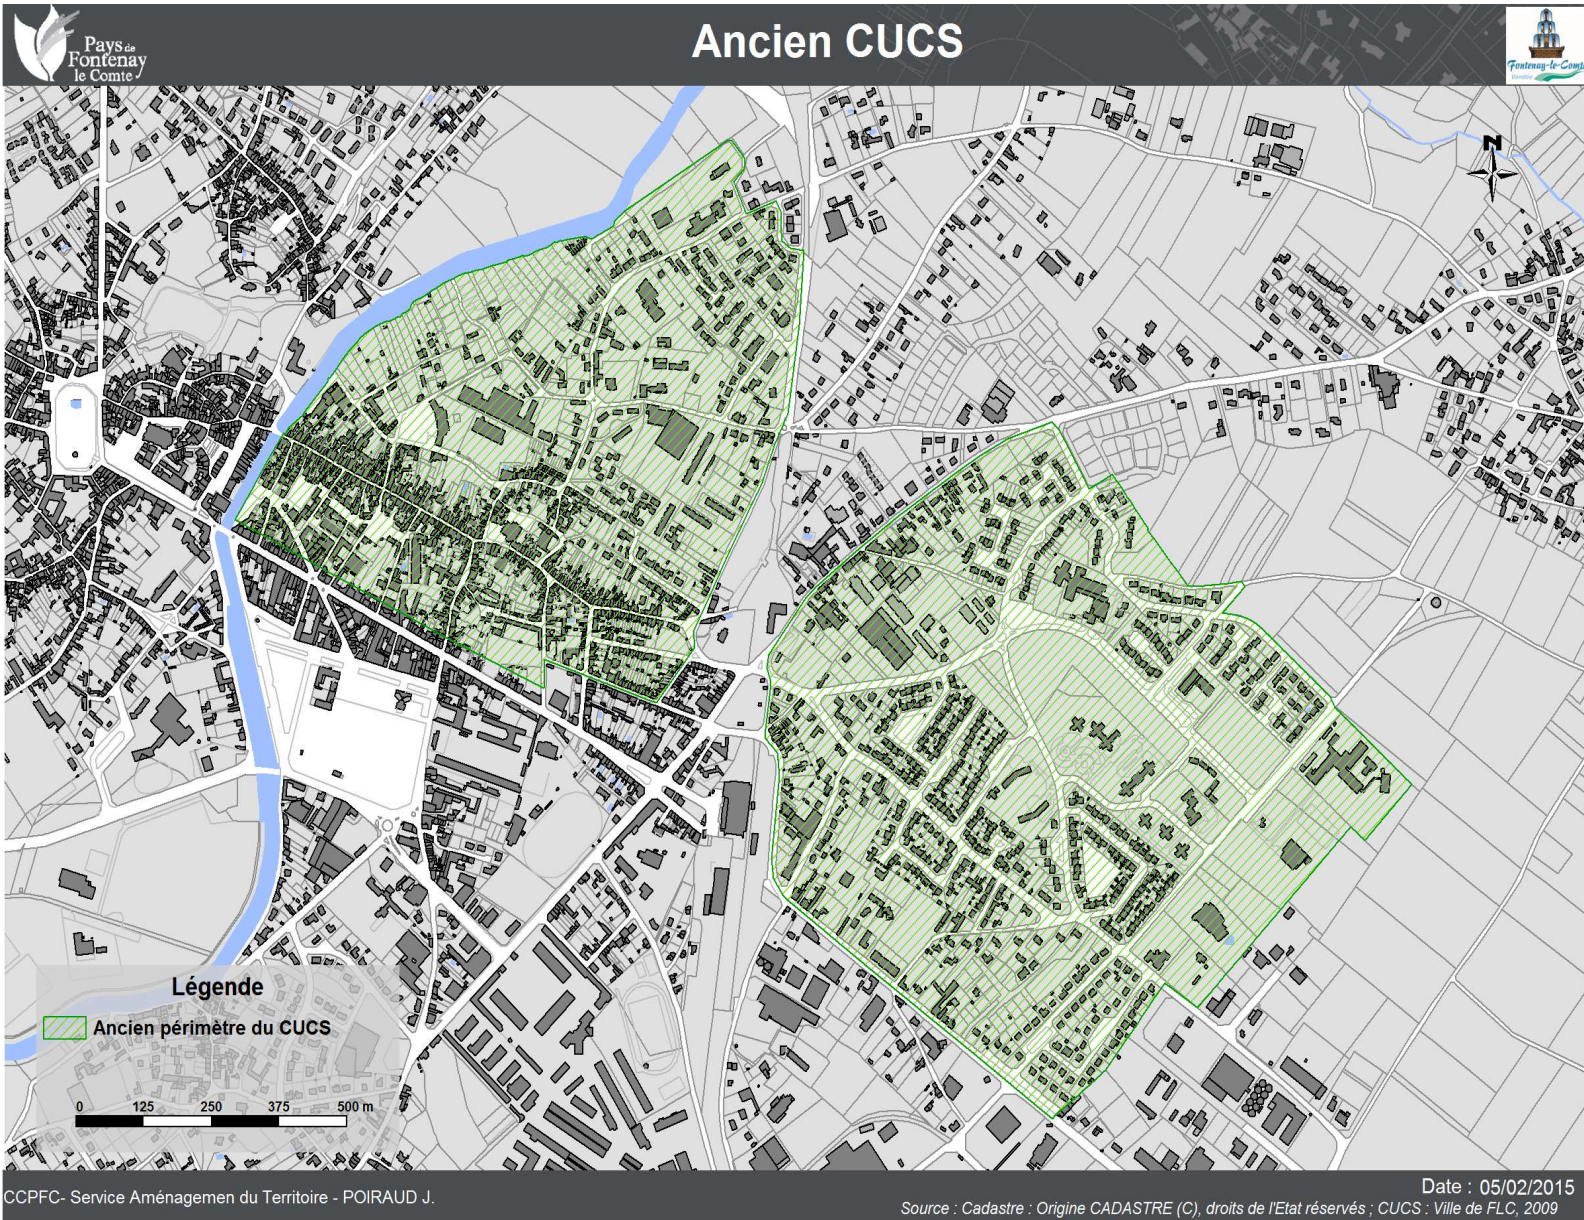 Pays de
Fontenay
le Comte
Ancien CUCS
Fontenay-le-Comte
Vendée
N
Légende
Ancien périmètre du CUCS
0 125 250 375 500 m
CCPFC- Service Aménagemen du Territoire - POIRAUD J.
Date : 05/02/2015
Source : Cadastre : Origine CADASTRE (C), droits de l'Etat réservés ; CUCS : Ville de FLC, 2009